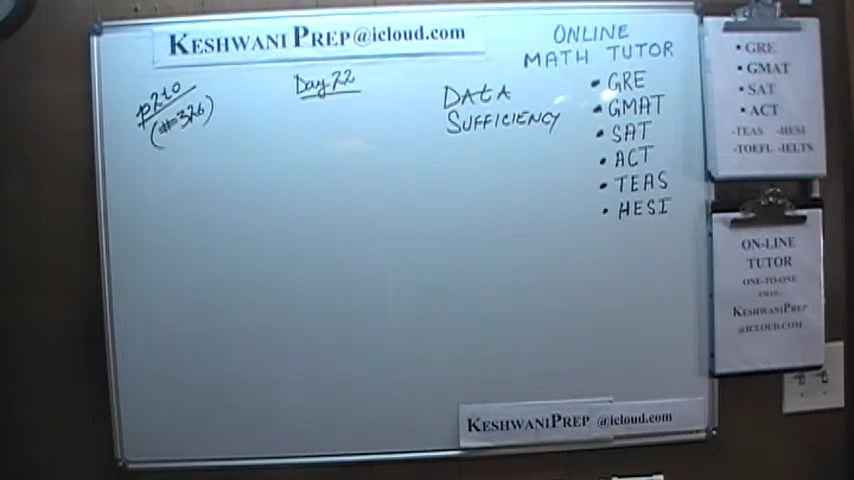 KESHWANI PREP@icloud.com
p210
(#=326)
Day 22
DATA
SUFFICIENCY
ONLINE
MATH TUTOR
• GRE
• GMAT
• SAT
• ACT
• TEAS
• HESI
• GRE
• GMAT
• SAT
• ACT
-TEAS -HESI
-TOEFL -IELTS
ON-LINE
TUTOR
ONE-TO-ONE
EMAIL:
KESHWANIPREP
@ICLOUD.COM
KESHWANIPREP @icloud.com